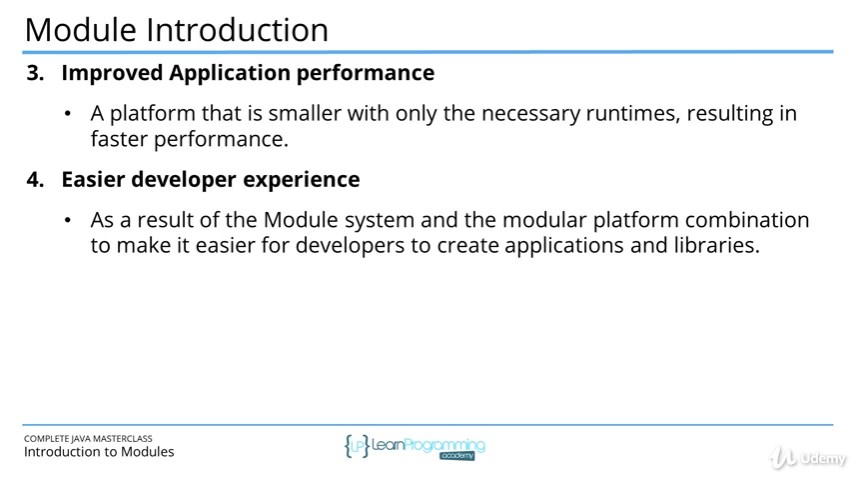 Module Introduction
3. Improved Application performance
• A platform that is smaller with only the necessary runtimes, resulting in
faster performance.
4. Easier developer experience
• As a result of the Module system and the modular platform combination
to make it easier for developers to create applications and libraries.
COMPLETE JAVA MASTERCLASS
Introduction to Modules
{LP} LearnProgramming
academy
Udemy